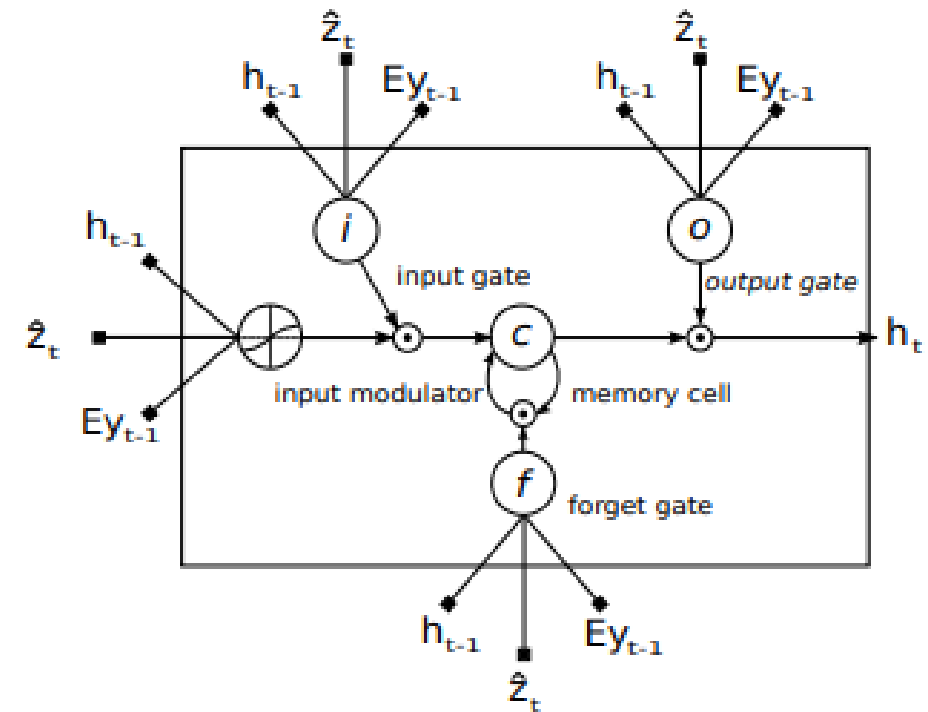 ẑt ẑt
ht-1 Eyt-1 ht-1 Eyt-1
i o
ht-1
input gate output gate
ẑt c ht
input modulator memory cell
Eyt-1
f
forget gate
ht-1 Eyt-1
ẑt